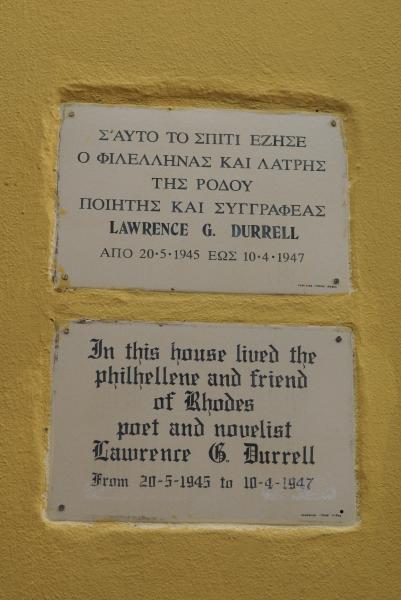 Σ'ΑΥΤΟ ΤΟ ΣΠΙΤΙ ΕΖΗΣΕ
Ο ΦΙΛΕΛΛΗΝΑΣ ΚΑΙ ΛΑΤΡΗΣ
ΤΗΣ ΡΟΔΟΥ
ΠΟΙΗΤΗΣ ΚΑΙ ΣΥΓΓΡΑΦΕΑΣ
LAWRENCE G. DURRELL
ΑΠΟ 20·5·1945 ΕΩΣ 10·4·1947
In this house lived the
philhellene and friend
of Rhodes
poet and novelist
Lawrence G. Durrell
From 20-5-1945 to 10-4-1947